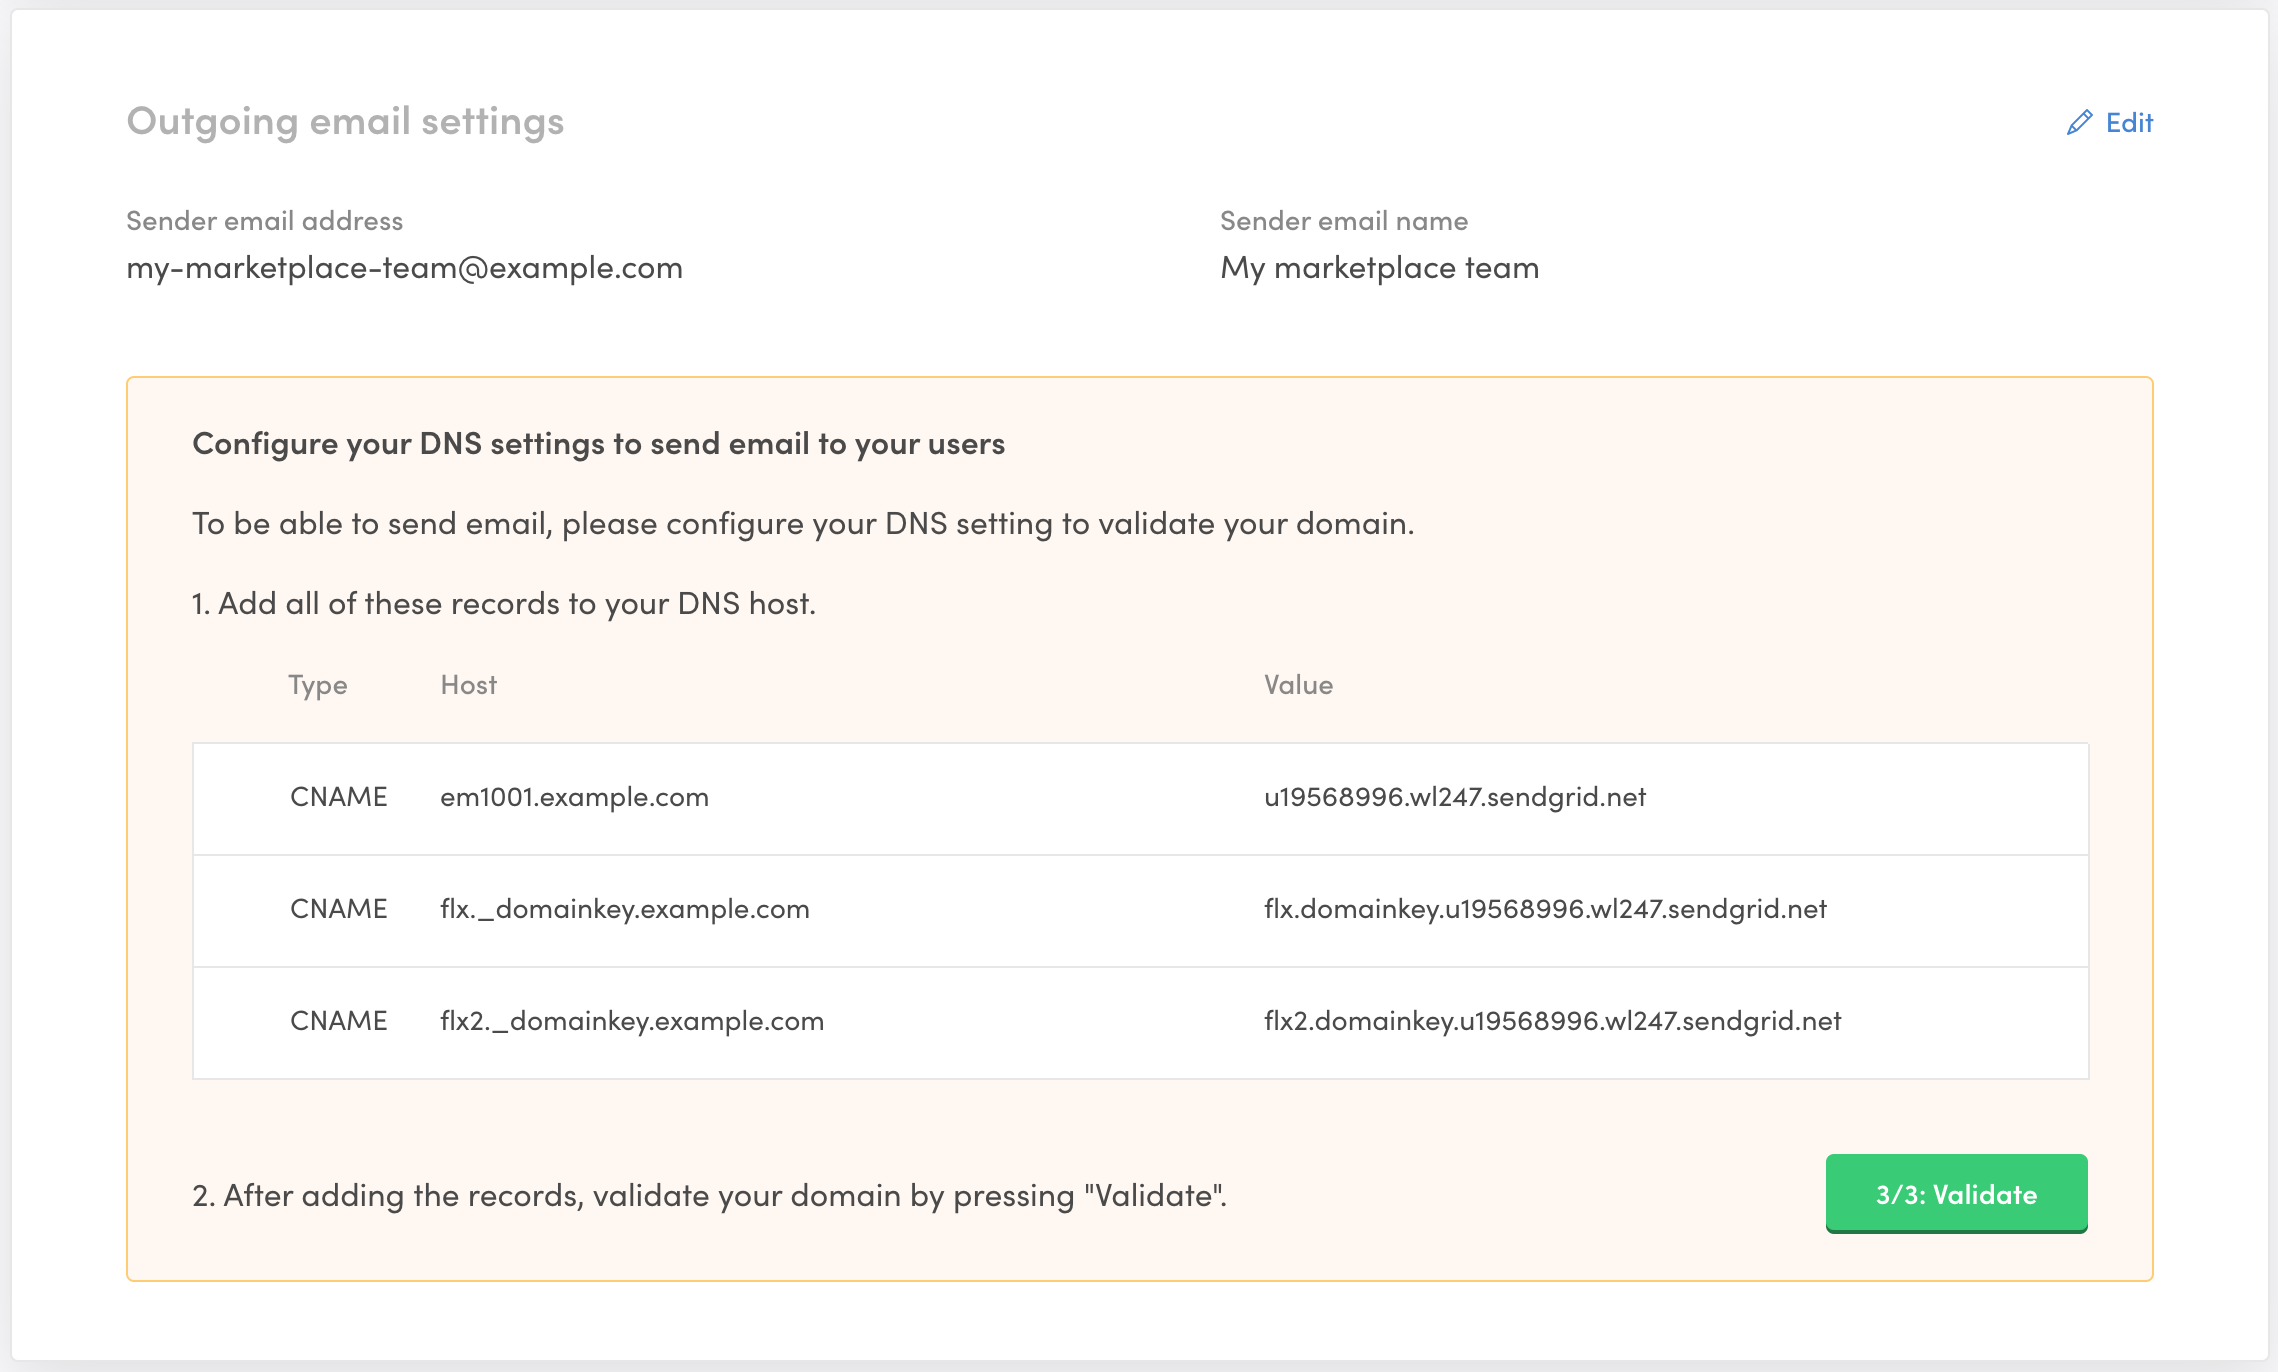 Outgoing email settings
Edit
Sender email address
Sender email name
my-marketplace-team@example.com
My marketplace team
Configure your DNS settings to send email to your users
To be able to send email, please configure your DNS setting to validate your domain.
1. Add all of these records to your DNS host.
Type Host Value
CNAME em1001.example.com u19568996.wl247.sendgrid.net
CNAME flx._domainkey.example.com flx.domainkey.u19568996.wl247.sendgrid.net
CNAME flx2._domainkey.example.com flx2.domainkey.u19568996.wl247.sendgrid.net
2. After adding the records, validate your domain by pressing "Validate".
3/3: Validate